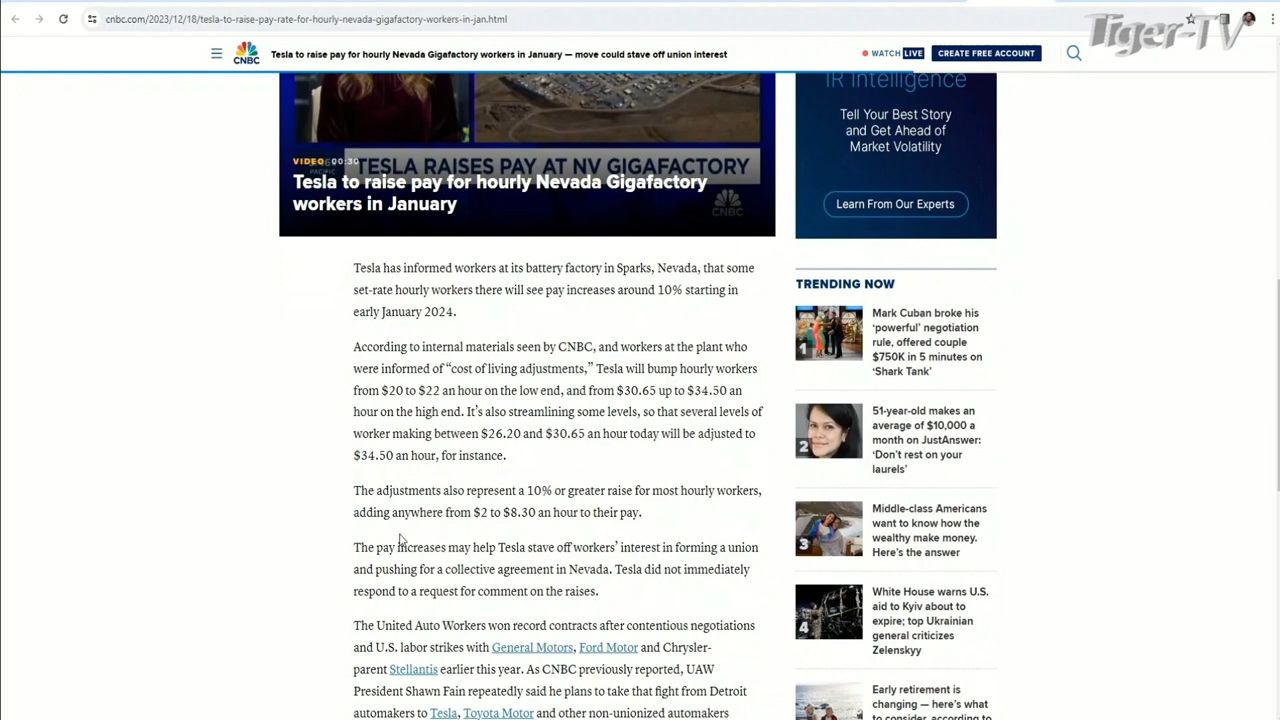 cnbc.com/2023/12/18/tesla-to-raise-pay-rate-for-hourly-nevada-gigafactory-workers-in-jan.html
Tiger-TV
CNBC
Tesla to raise pay for hourly Nevada Gigafactory workers in January — move could stave off union interest
WATCH LIVE
CREATE FREE ACCOUNT
VIDEO 00:30
PACIFIC
TESLA RAISES PAY AT NV GIGAFACTORY
Tesla to raise pay for hourly Nevada Gigafactory
workers in January
CNBC
IR Intelligence
Tell Your Best Story
and Get Ahead of
Market Volatility
Learn From Our Experts
Tesla has informed workers at its battery factory in Sparks, Nevada, that some
set-rate hourly workers there will see pay increases around 10% starting in
early January 2024.
According to internal materials seen by CNBC, and workers at the plant who
were informed of “cost of living adjustments,” Tesla will bump hourly workers
from $20 to $22 an hour on the low end, and from $30.65 up to $34.50 an
hour on the high end. It’s also streamlining some levels, so that several levels of
worker making between $26.20 and $30.65 an hour today will be adjusted to
$34.50 an hour, for instance.
The adjustments also represent a 10% or greater raise for most hourly workers,
adding anywhere from $2 to $8.30 an hour to their pay.
The pay increases may help Tesla stave off workers’ interest in forming a union
and pushing for a collective agreement in Nevada. Tesla did not immediately
respond to a request for comment on the raises.
The United Auto Workers won record contracts after contentious negotiations
and U.S. labor strikes with General Motors, Ford Motor and Chrysler-
parent Stellantis earlier this year. As CNBC previously reported, UAW
President Shawn Fain repeatedly said he plans to take that fight from Detroit
automakers to Tesla, Toyota Motor and other non-unionized automakers
TRENDING NOW
1
Mark Cuban broke his
‘powerful’ negotiation
rule, offered couple
$750K in 5 minutes on
‘Shark Tank’
2
51-year-old makes an
average of $10,000 a
month on JustAnswer:
‘Don’t rest on your
laurels’
3
Middle-class Americans
want to know how the
wealthy make money.
Here’s the answer
4
White House warns U.S.
aid to Kyiv about to
expire; top Ukrainian
general criticizes
Zelenskyy
Early retirement is
changing — here’s what
to consider, according to